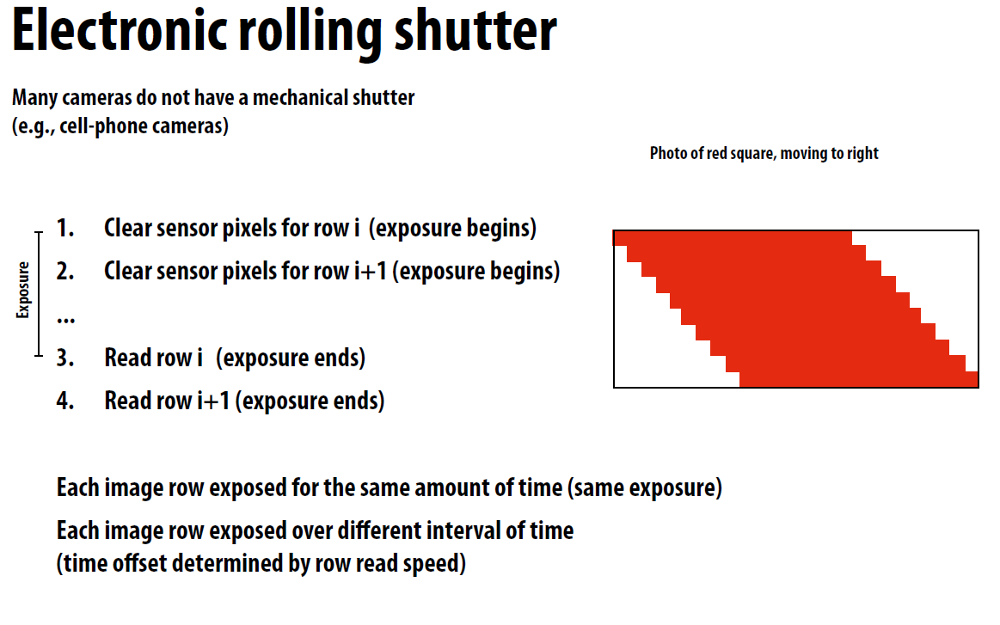 Electronic rolling shutter
Many cameras do not have a mechanical shutter
(e.g., cell-phone cameras)
Photo of red square, moving to right
Exposure
1. Clear sensor pixels for row i (exposure begins)
2. Clear sensor pixels for row i+1 (exposure begins)
...
3. Read row i (exposure ends)
4. Read row i+1 (exposure ends)
Each image row exposed for the same amount of time (same exposure)
Each image row exposed over different interval of time
(time offset determined by row read speed)